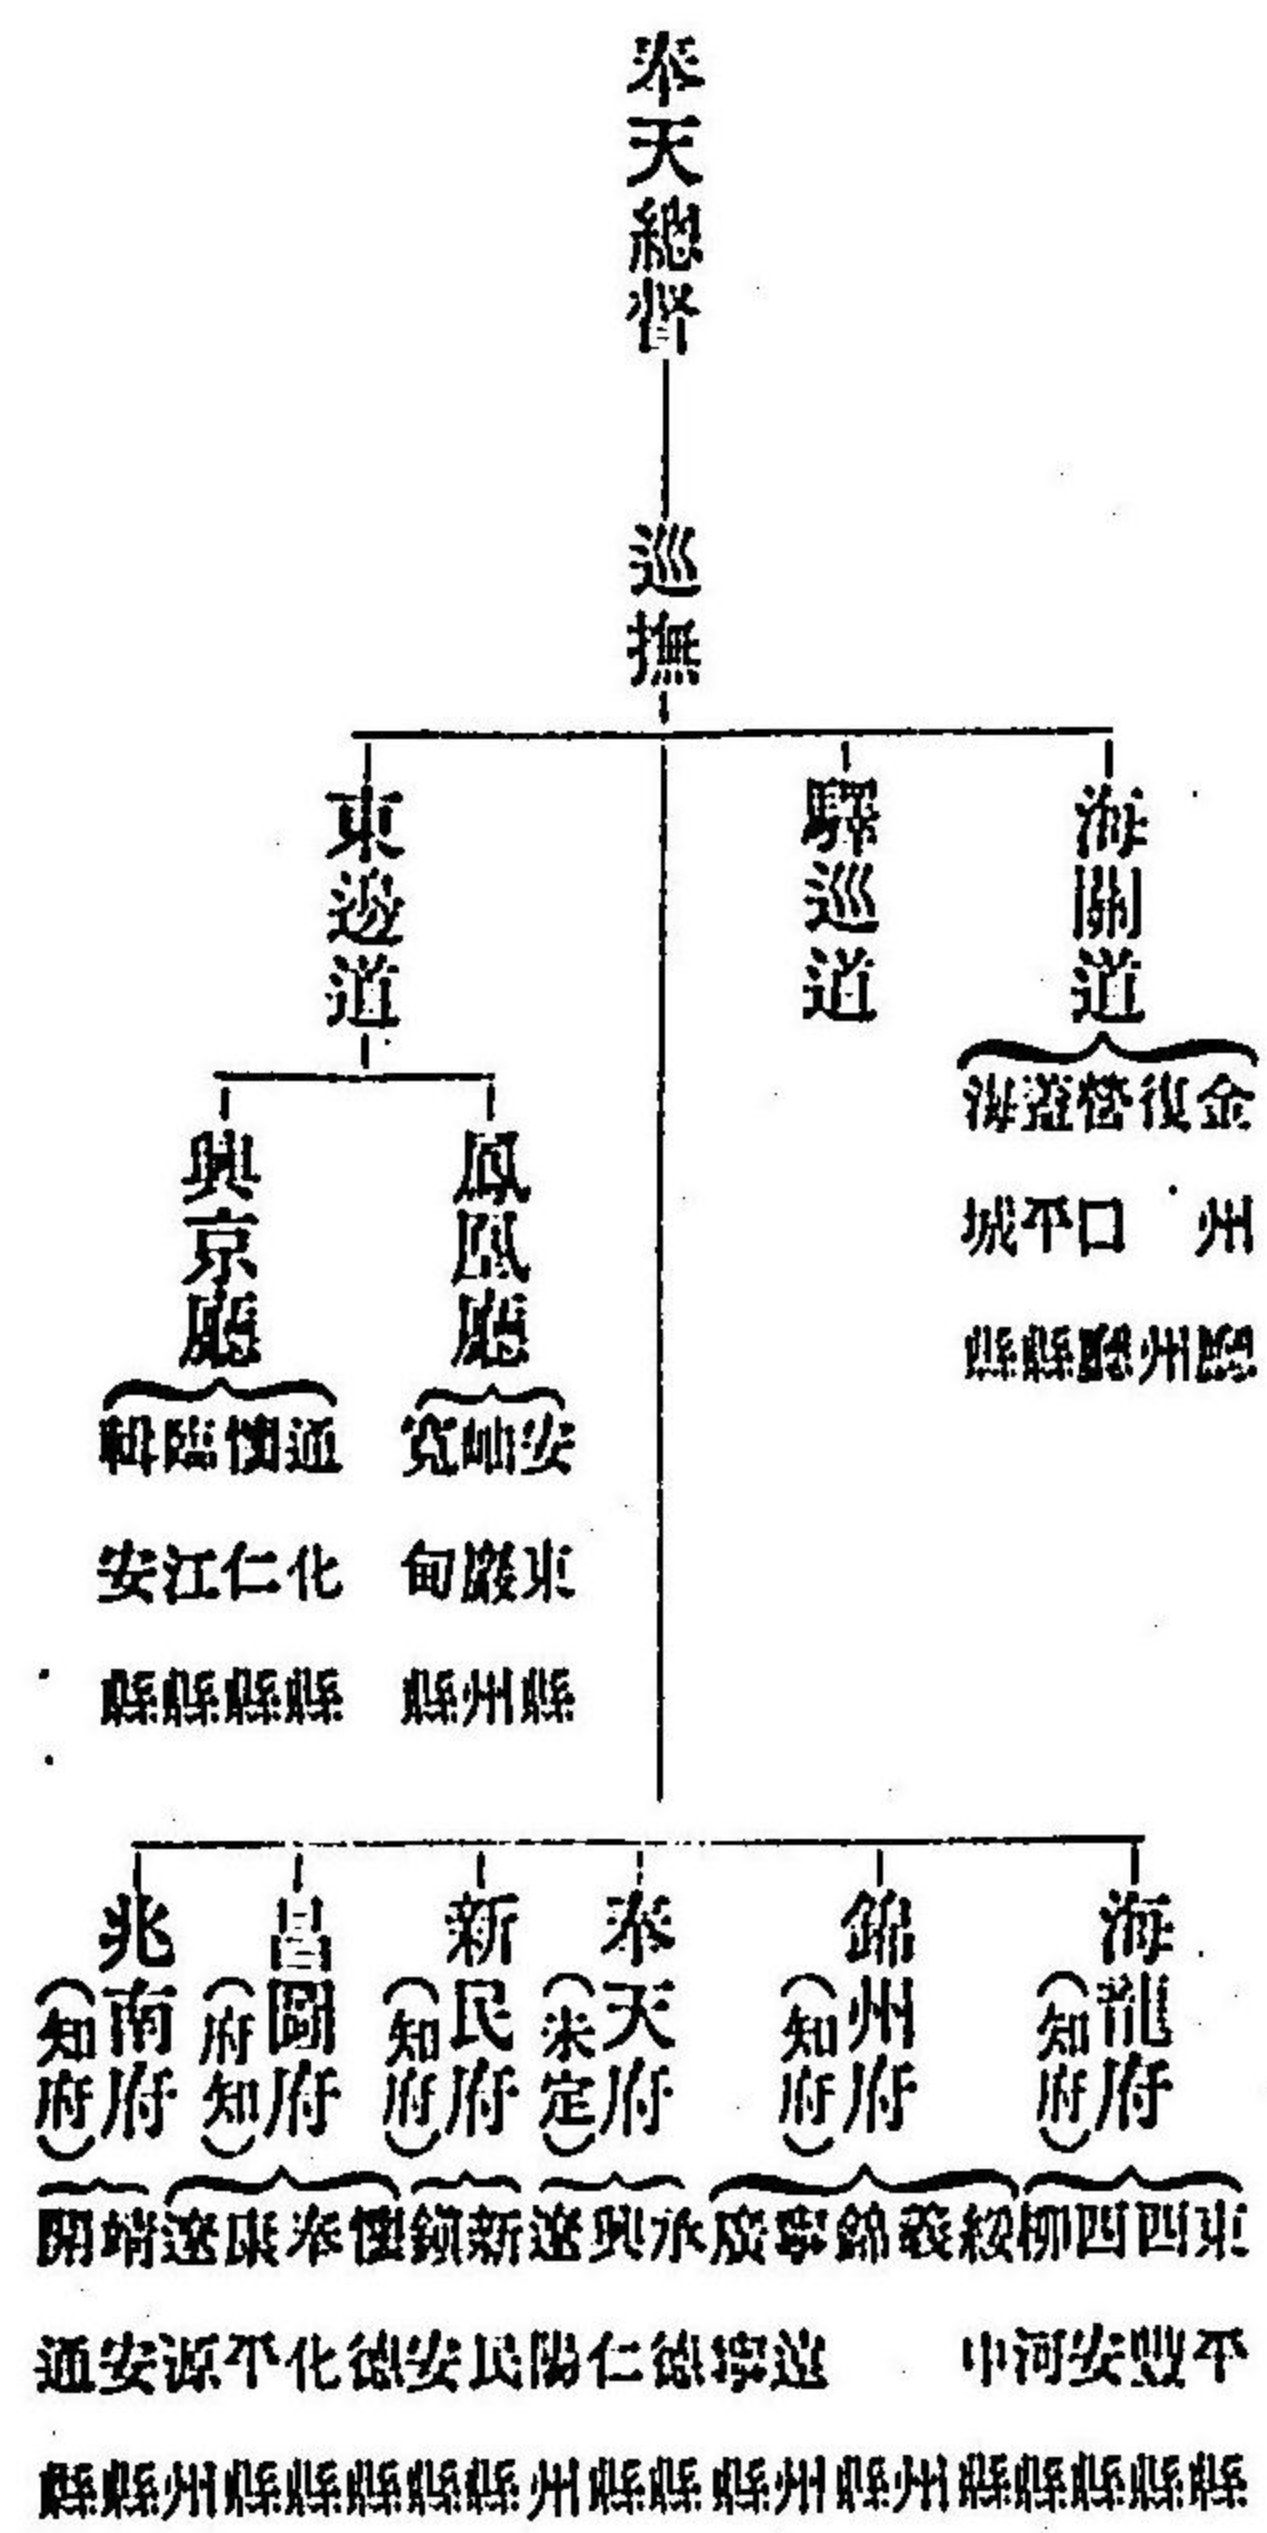 奉天總督
巡撫
海關道
金州廳
復州
營口廳
蓋平縣
海城縣
驛巡道
東邊道
鳳凰廳
安東縣
岫巖州
寬甸縣
興京廳
通化縣
懷仁縣
臨江縣
輯安縣
海龍府
(知府)
東平縣
西豐縣
西安縣
柳河縣
錦州府
(知府)
綏中縣
義州
錦縣
寧遠州
廣寧縣
奉天府
(未定)
承德縣
興仁縣
遼陽州
新民府
(知府)
新民縣
鎮安縣
昌圖府
(府知)
懷德縣
奉化縣
康平縣
遼源州
兆南府
(知府)
靖安縣
開通縣